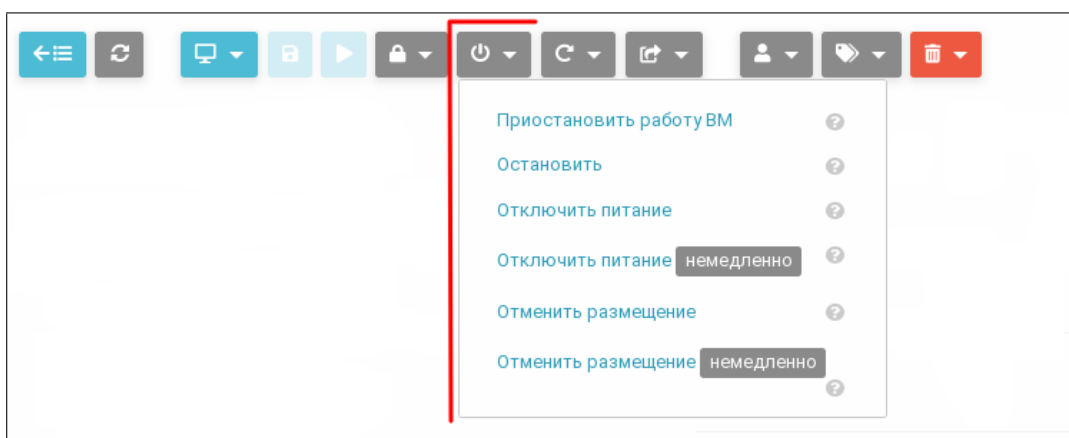 Приостановить работу ВМ
Остановить
Отключить питание
Отключить питание немедленно
Отменить размещение
Отменить размещение немедленно